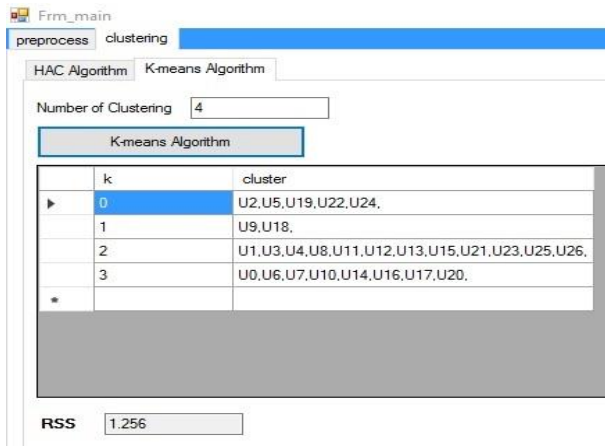 Frm_main
preprocess clustering
HAC Algorithm K-means Algorithm
Number of Clustering 4
K-means Algorithm
k cluster
0 U2,U5,U19,U22,U24,
1 U9,U18,
2 U1,U3,U4,U8,U11,U12,U13,U15,U21,U23,U25,U26,
3 U0,U6,U7,U10,U14,U16,U17,U20,
*
RSS 1.256